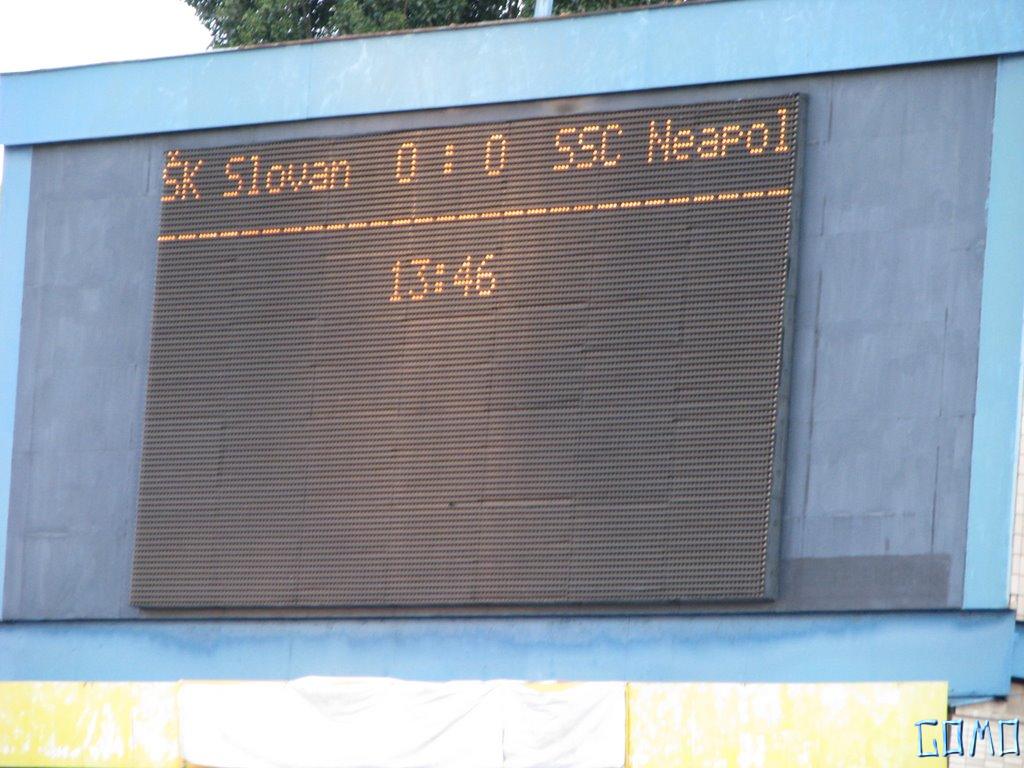 ŠK Slovan 0 : 0 SSC Neapol
13:46
GOMO